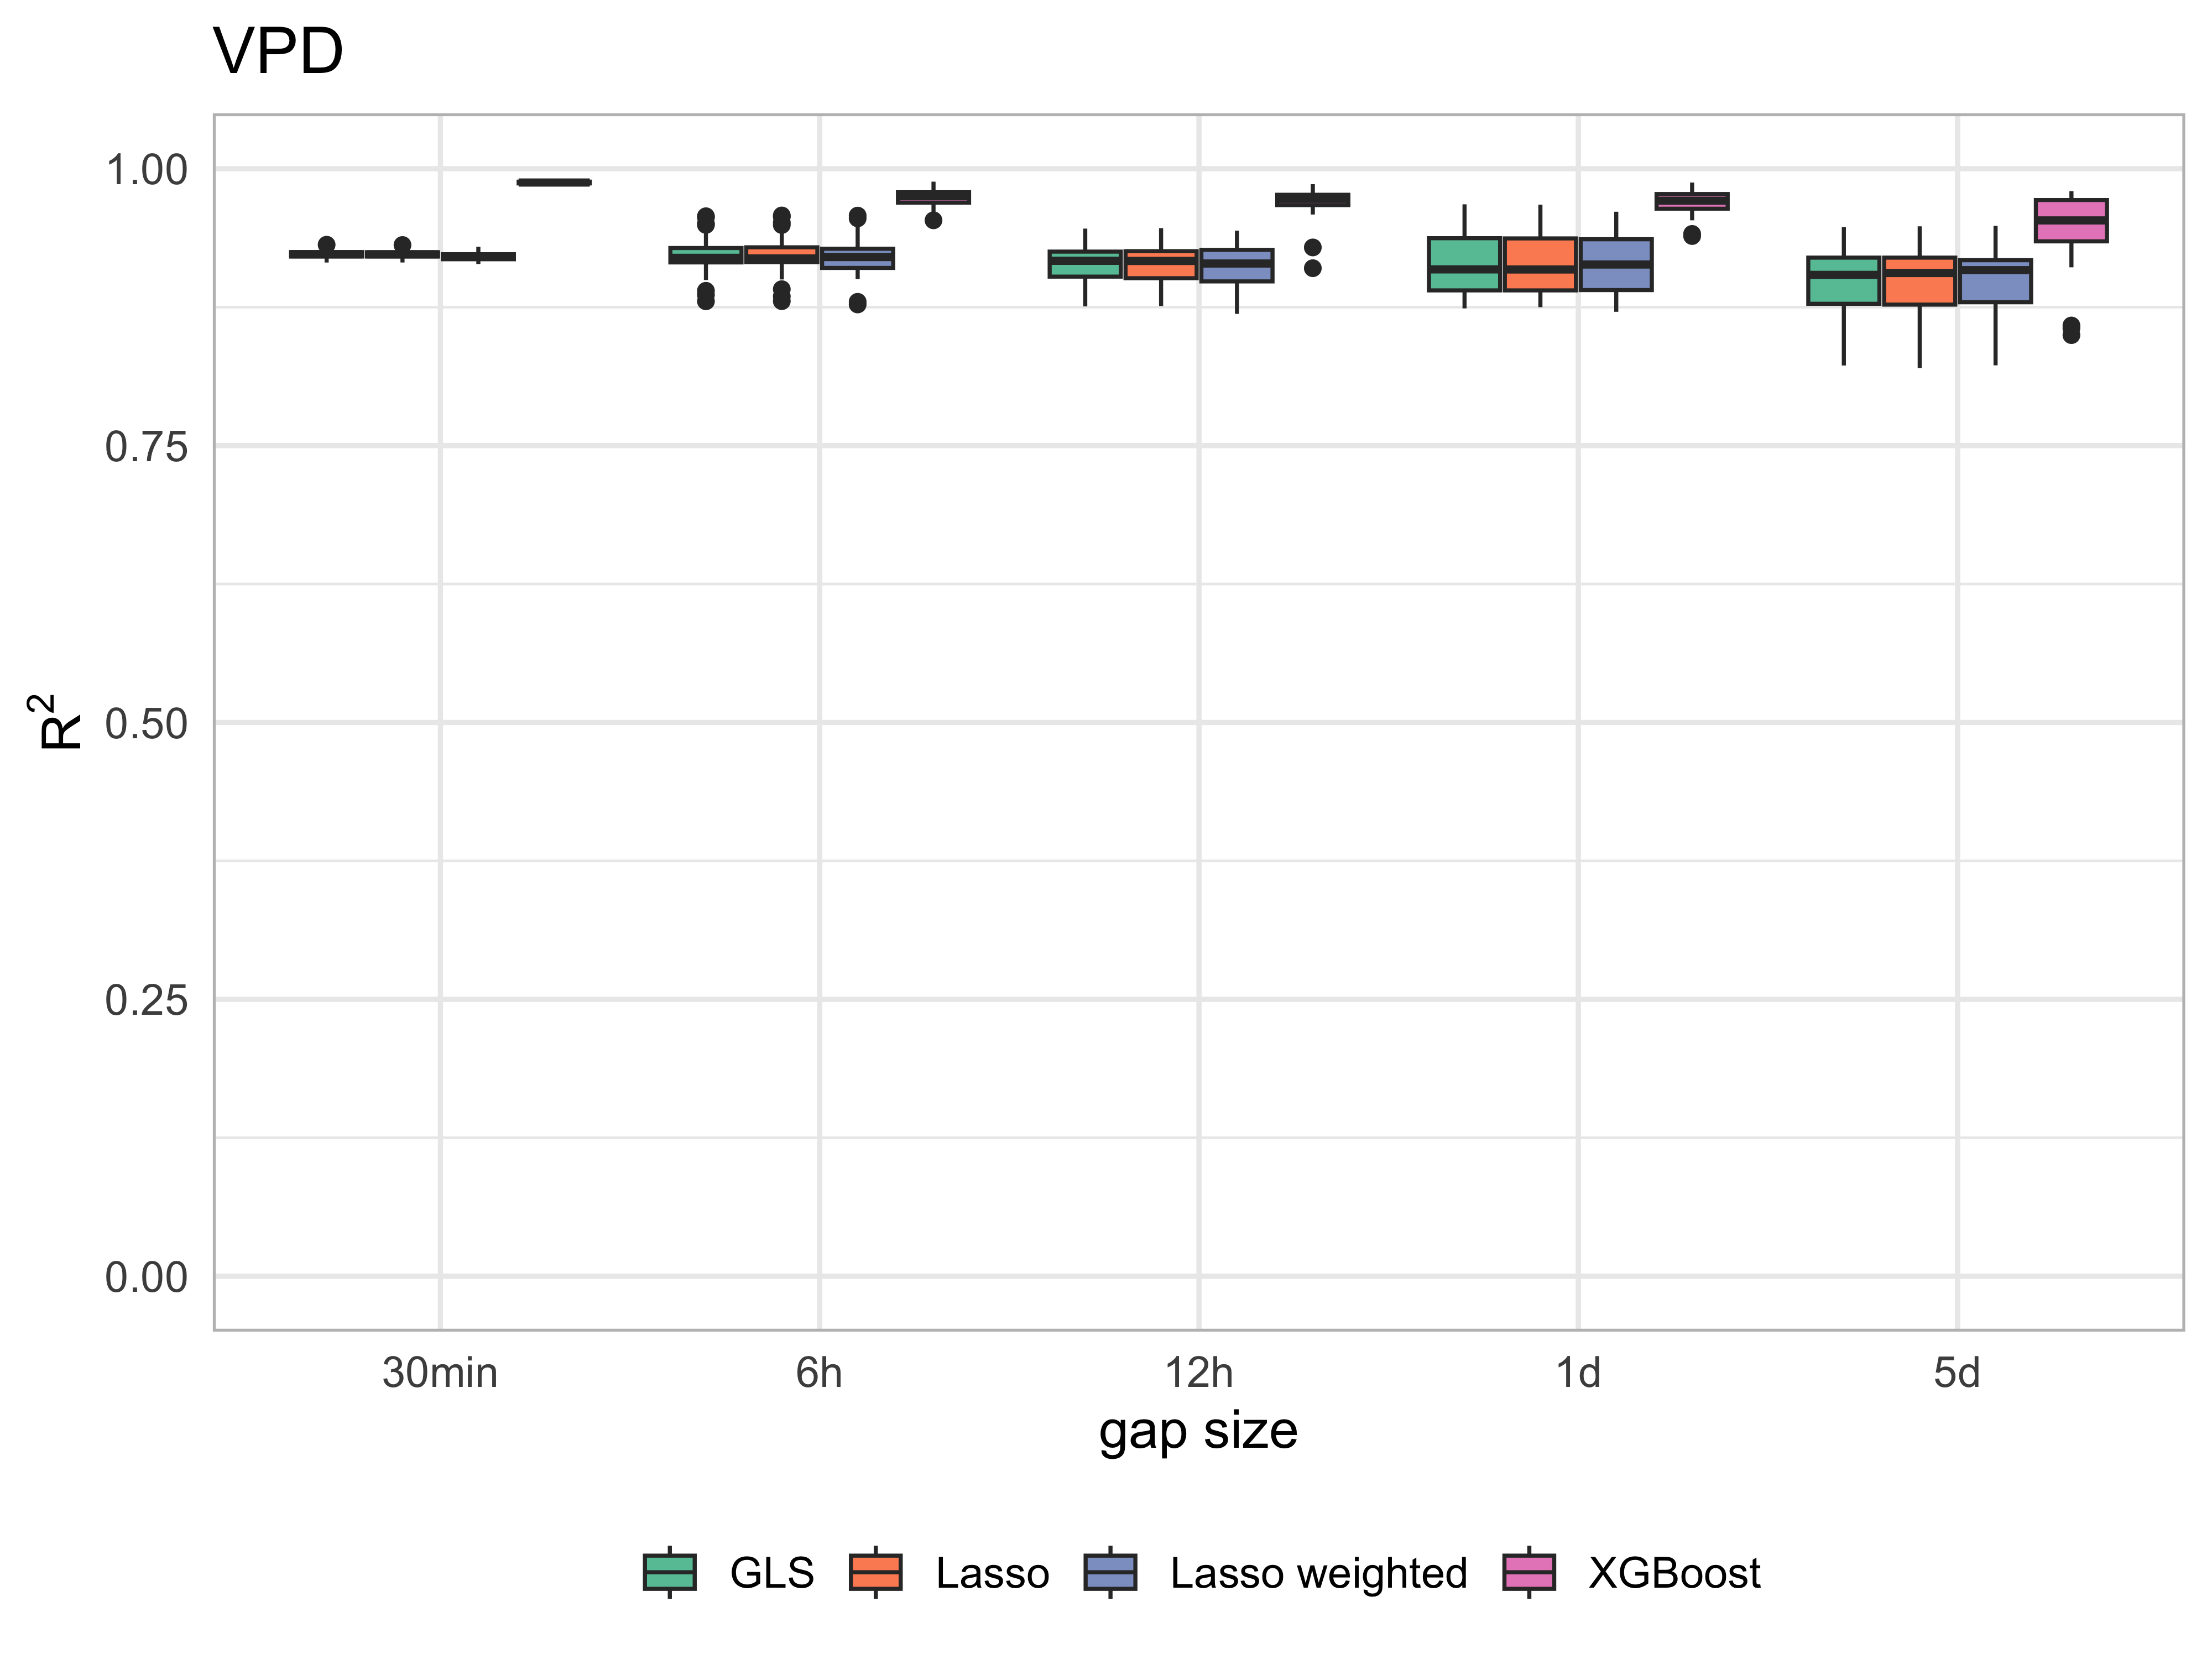 VPD
R²
1.00
0.75
0.50
0.25
0.00
30min 6h 12h 1d 5d
gap size
GLS Lasso Lasso weighted XGBoost